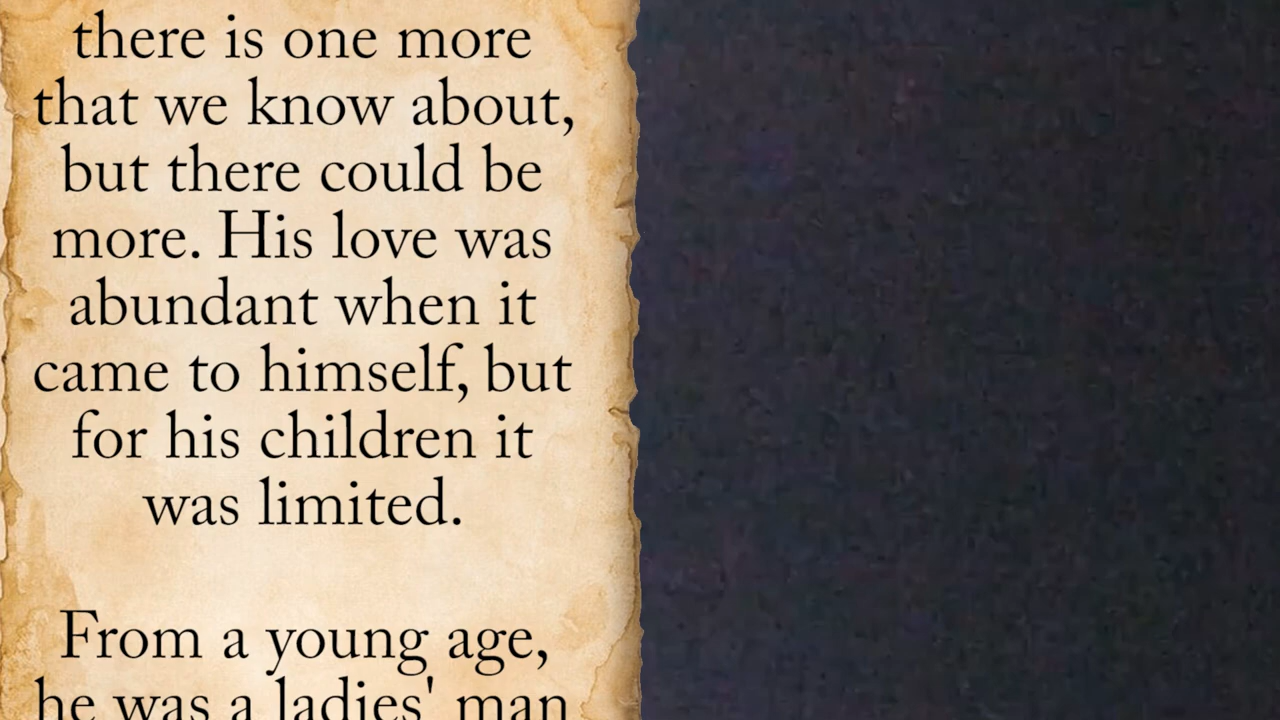 there is one more
that we know about,
but there could be
more. His love was
abundant when it
came to himself, but
for his children it
was limited.
From a young age,
he was a ladies' man